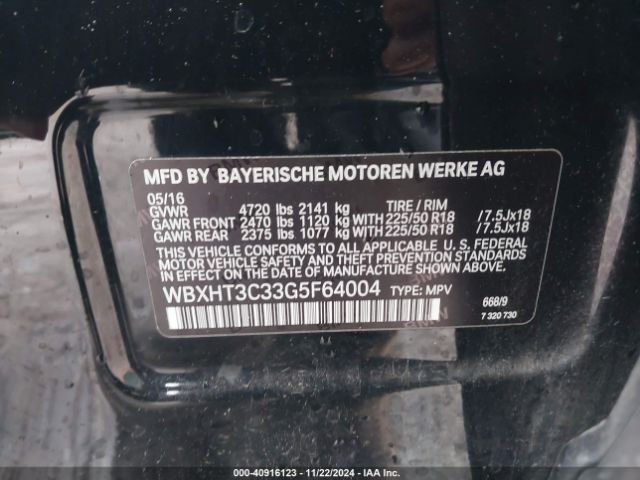 MFD BY BAYERISCHE MOTOREN WERKE AG
05/16
GVWR 4720 lbs 2141 kg TIRE / RIM
GAWR FRONT 2470 lbs 1120 kg WITH 225/50 R18 /7.5Jx18
GAWR REAR 2375 lbs 1077 kg WITH 225/50 R18 /7.5Jx18
THIS VEHICLE CONFORMS TO ALL APPLICABLE U. S. FEDERAL
MOTOR VEHICLE SAFETY, BUMPER, AND THEFT PREVENTION
STANDARDS IN EFFECT ON THE DATE OF MANUFACTURE SHOWN ABOVE.
WBXHT3C33G5F64004 TYPE: MPV
668/9
7 320 730
000-40916123 - 11/22/2024 - IAA Inc.